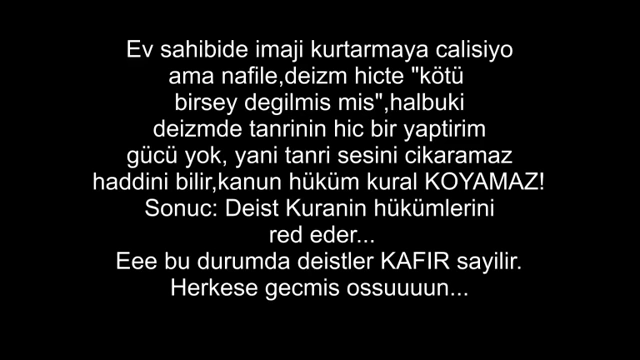 Ev sahibide imaji kurtarmaya calisiyo
ama nafile,deizm hicte "kötü
birsey degilmis mis",halbuki
deizmde tanrinin hic bir yaptirim
gücü yok, yani tanri sesini cikaramaz
haddini bilir,kanun hüküm kural KOYAMAZ!
Sonuc: Deist Kuranin hükümlerini
red eder...
Eee bu durumda deistler KAFIR sayilir.
Herkese gecmis ossuuuun...